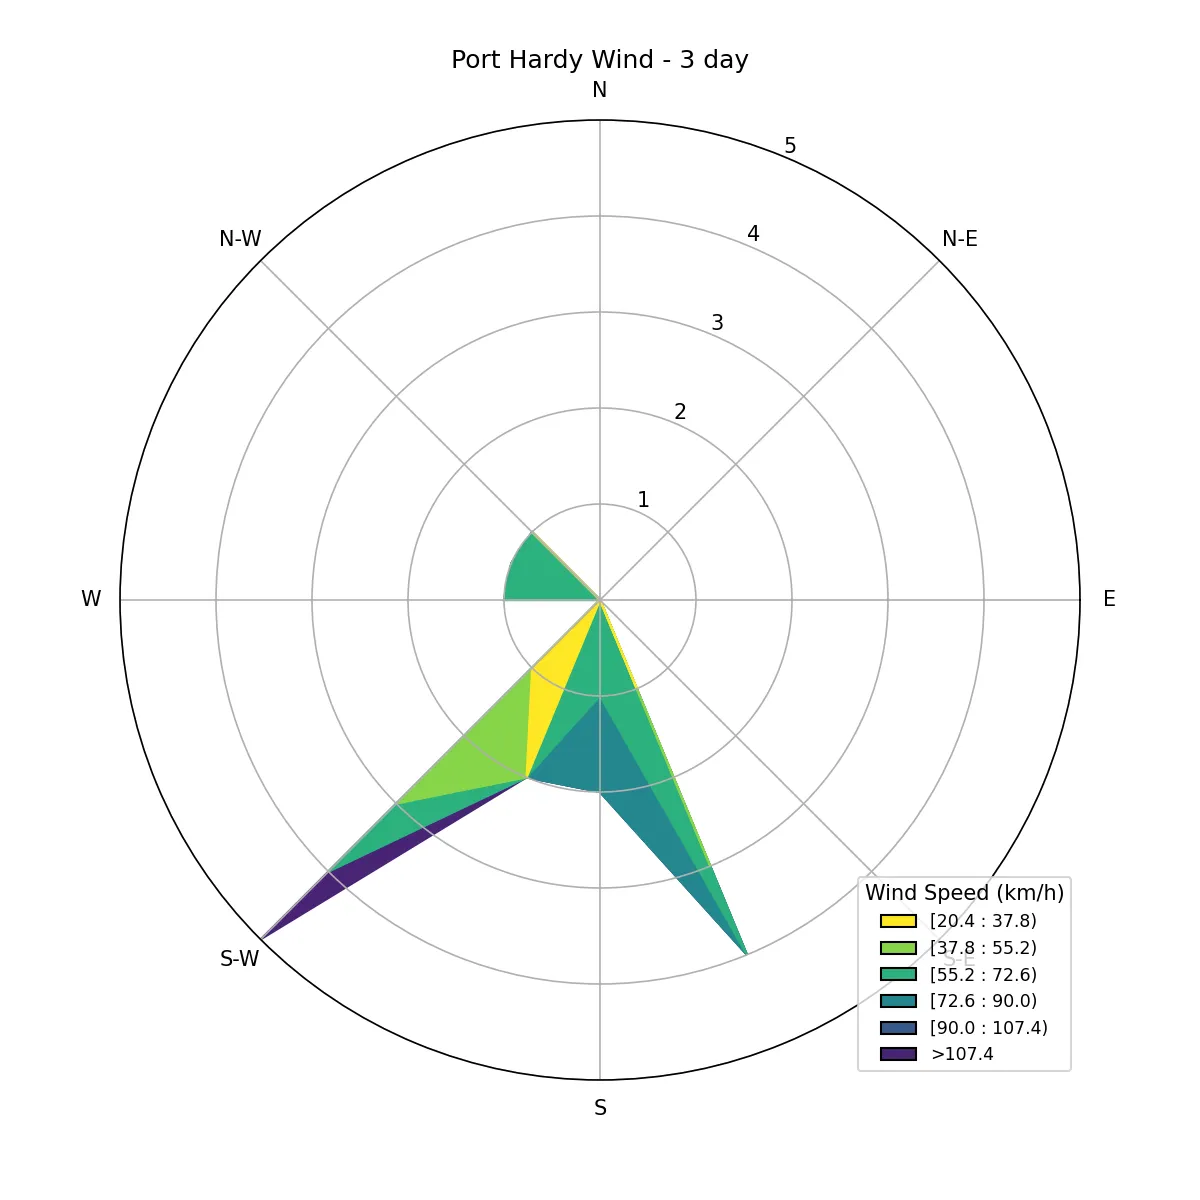 Port Hardy Wind - 3 day
N
5
N-W
N-E
4
3
2
1
W
E
S-W
S-E
Wind Speed (km/h)
[20.4 : 37.8)
[37.8 : 55.2)
[55.2 : 72.6)
[72.6 : 90.0)
[90.0 : 107.4)
>107.4
S